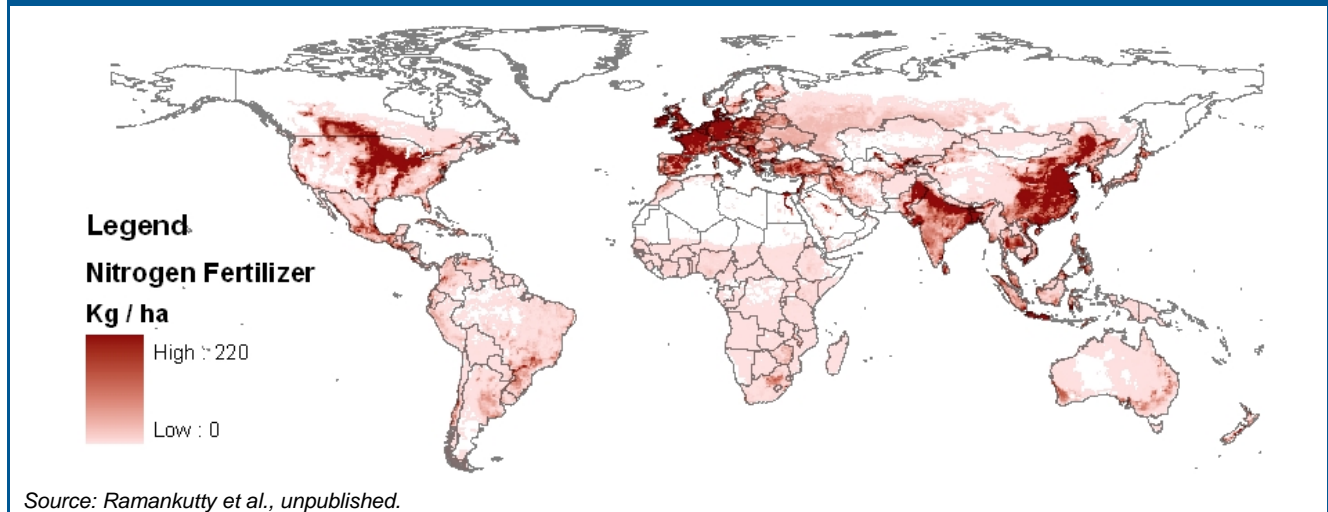 Legend
Nitrogen Fertilizer
Kg / ha
High : 220
Low : 0
Source: Ramankutty et al., unpublished.